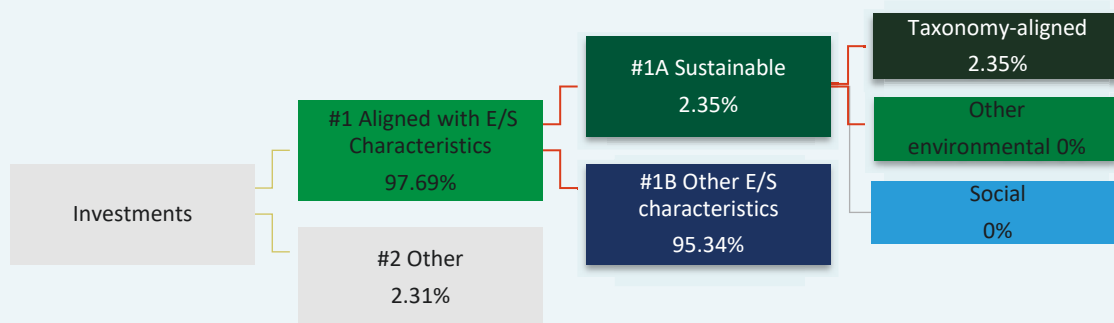 Investments
#1 Aligned with E/S
Characteristics
97.69%
#2 Other
2.31%
#1A Sustainable
2.35%
#1B Other E/S
characteristics
95.34%
Taxonomy-aligned
2.35%
Other
environmental 0%
Social
0%